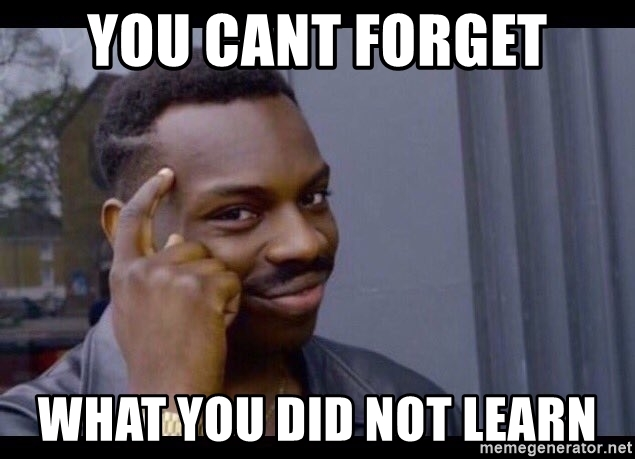 YOU CANT FORGET
WHAT YOU DID NOT LEARN
memegenerator.net